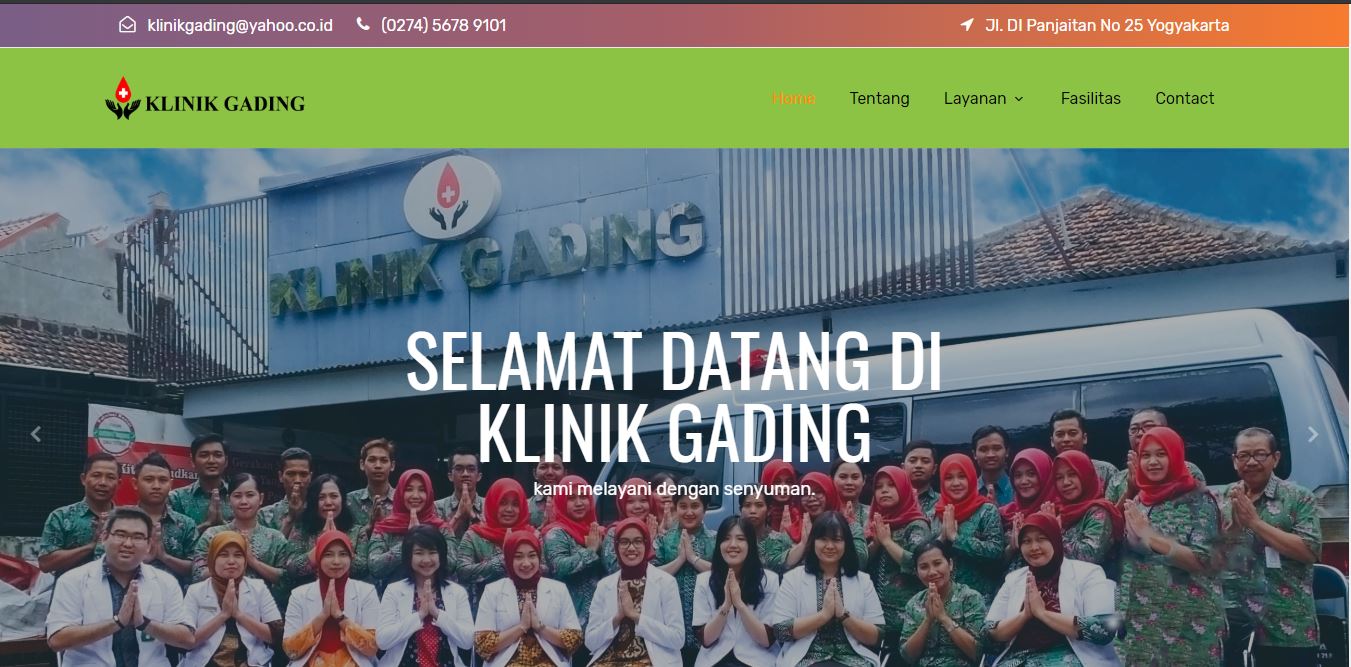 klinikgading@yahoo.co.id (0274) 5678 9101 Jl. DI Panjaitan No 25 Yogyakarta
KLINIK GADING Home Tentang Layanan Fasilitas Contact
KLINIK GADING
SELAMAT DATANG DI
KLINIK GADING
kami melayani dengan senyuman.